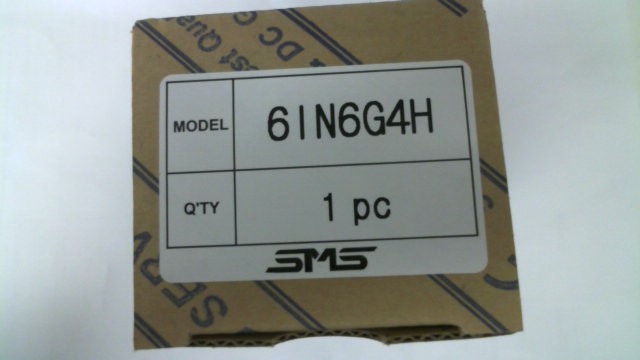 MODEL 6IN6G4H
Q'TY 1 pc
SMS